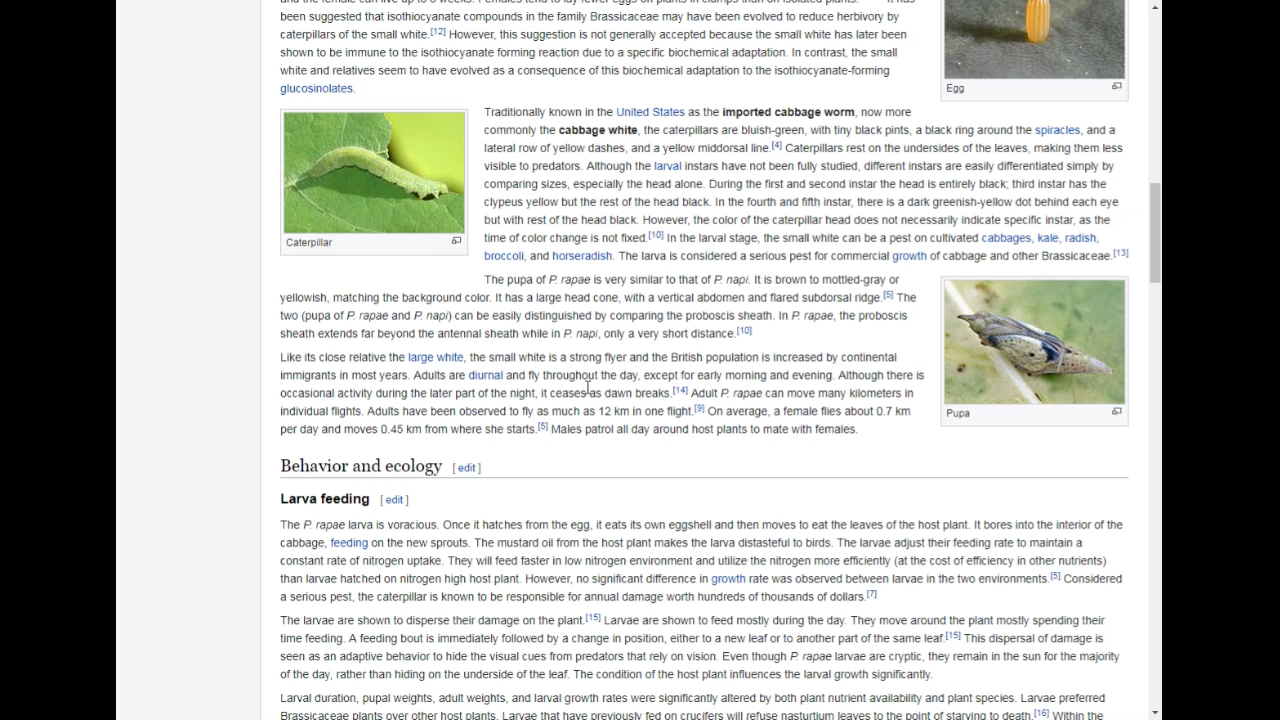 been suggested that isothiocyanate compounds in the family Brassicaceae may have been evolved to reduce herbivory by
caterpillars of the small white.[12] However, this suggestion is not generally accepted because the small white has later been
shown to be immune to the isothiocyanate forming reaction due to a specific biochemical adaptation. In contrast, the small
white and relatives seem to have evolved as a consequence of this biochemical adaptation to the isothiocyanate-forming
glucosinolates.
Egg
Traditionally known in the United States as the imported cabbage worm, now more
commonly the cabbage white, the caterpillars are bluish-green, with tiny black pints, a black ring around the spiracles, and a
lateral row of yellow dashes, and a yellow middorsal line.[4] Caterpillars rest on the undersides of the leaves, making them less
visible to predators. Although the larval instars have not been fully studied, different instars are easily differentiated simply by
comparing sizes, especially the head alone. During the first and second instar the head is entirely black; third instar has the
clypeus yellow but the rest of the head black. In the fourth and fifth instar, there is a dark greenish-yellow dot behind each eye
but with rest of the head black. However, the color of the caterpillar head does not necessarily indicate specific instar, as the
time of color change is not fixed.[10] In the larval stage, the small white can be a pest on cultivated cabbages, kale, radish,
broccoli, and horseradish. The larva is considered a serious pest for commercial growth of cabbage and other Brassicaceae.[13]
Caterpillar
The pupa of P. rapae is very similar to that of P. napi. It is brown to mottled-gray or
yellowish, matching the background color. It has a large head cone, with a vertical abdomen and flared subdorsal ridge.[5] The
two (pupa of P. rapae and P. napi) can be easily distinguished by comparing the proboscis sheath. In P. rapae, the proboscis
sheath extends far beyond the antennal sheath while in P. napi, only a very short distance.[10]
Like its close relative the large white, the small white is a strong flyer and the British population is increased by continental
immigrants in most years. Adults are diurnal and fly throughout the day, except for early morning and evening. Although there is
occasional activity during the later part of the night, it ceases as dawn breaks.[14] Adult P. rapae can move many kilometers in
individual flights. Adults have been observed to fly as much as 12 km in one flight.[9] On average, a female flies about 0.7 km
per day and moves 0.45 km from where she starts.[5] Males patrol all day around host plants to mate with females.
Pupa
Behavior and ecology [ edit ]
Larva feeding [ edit ]
The P. rapae larva is voracious. Once it hatches from the egg, it eats its own eggshell and then moves to eat the leaves of the host plant. It bores into the interior of the
cabbage, feeding on the new sprouts. The mustard oil from the host plant makes the larva distasteful to birds. The larvae adjust their feeding rate to maintain a
constant rate of nitrogen uptake. They will feed faster in low nitrogen environment and utilize the nitrogen more efficiently (at the cost of efficiency in other nutrients)
than larvae hatched on nitrogen high host plant. However, no significant difference in growth rate was observed between larvae in the two environments.[5] Considered
a serious pest, the caterpillar is known to be responsible for annual damage worth hundreds of thousands of dollars.[7]
The larvae are shown to disperse their damage on the plant.[15] Larvae are shown to feed mostly during the day. They move around the plant mostly spending their
time feeding. A feeding bout is immediately followed by a change in position, either to a new leaf or to another part of the same leaf.[15] This dispersal of damage is
seen as an adaptive behavior to hide the visual cues from predators that rely on vision. Even though P. rapae larvae are cryptic, they remain in the sun for the majority
of the day, rather than hiding on the underside of the leaf. The condition of the host plant influences the larval growth significantly.
Larval duration, pupal weights, adult weights, and larval growth rates were significantly altered by both plant nutrient availability and plant species. Larvae preferred
Brassicaceae plants over other host plants. Larvae that have previously fed on crucifers will refuse nasturtium leaves to the point of starving to death.[16] Within the